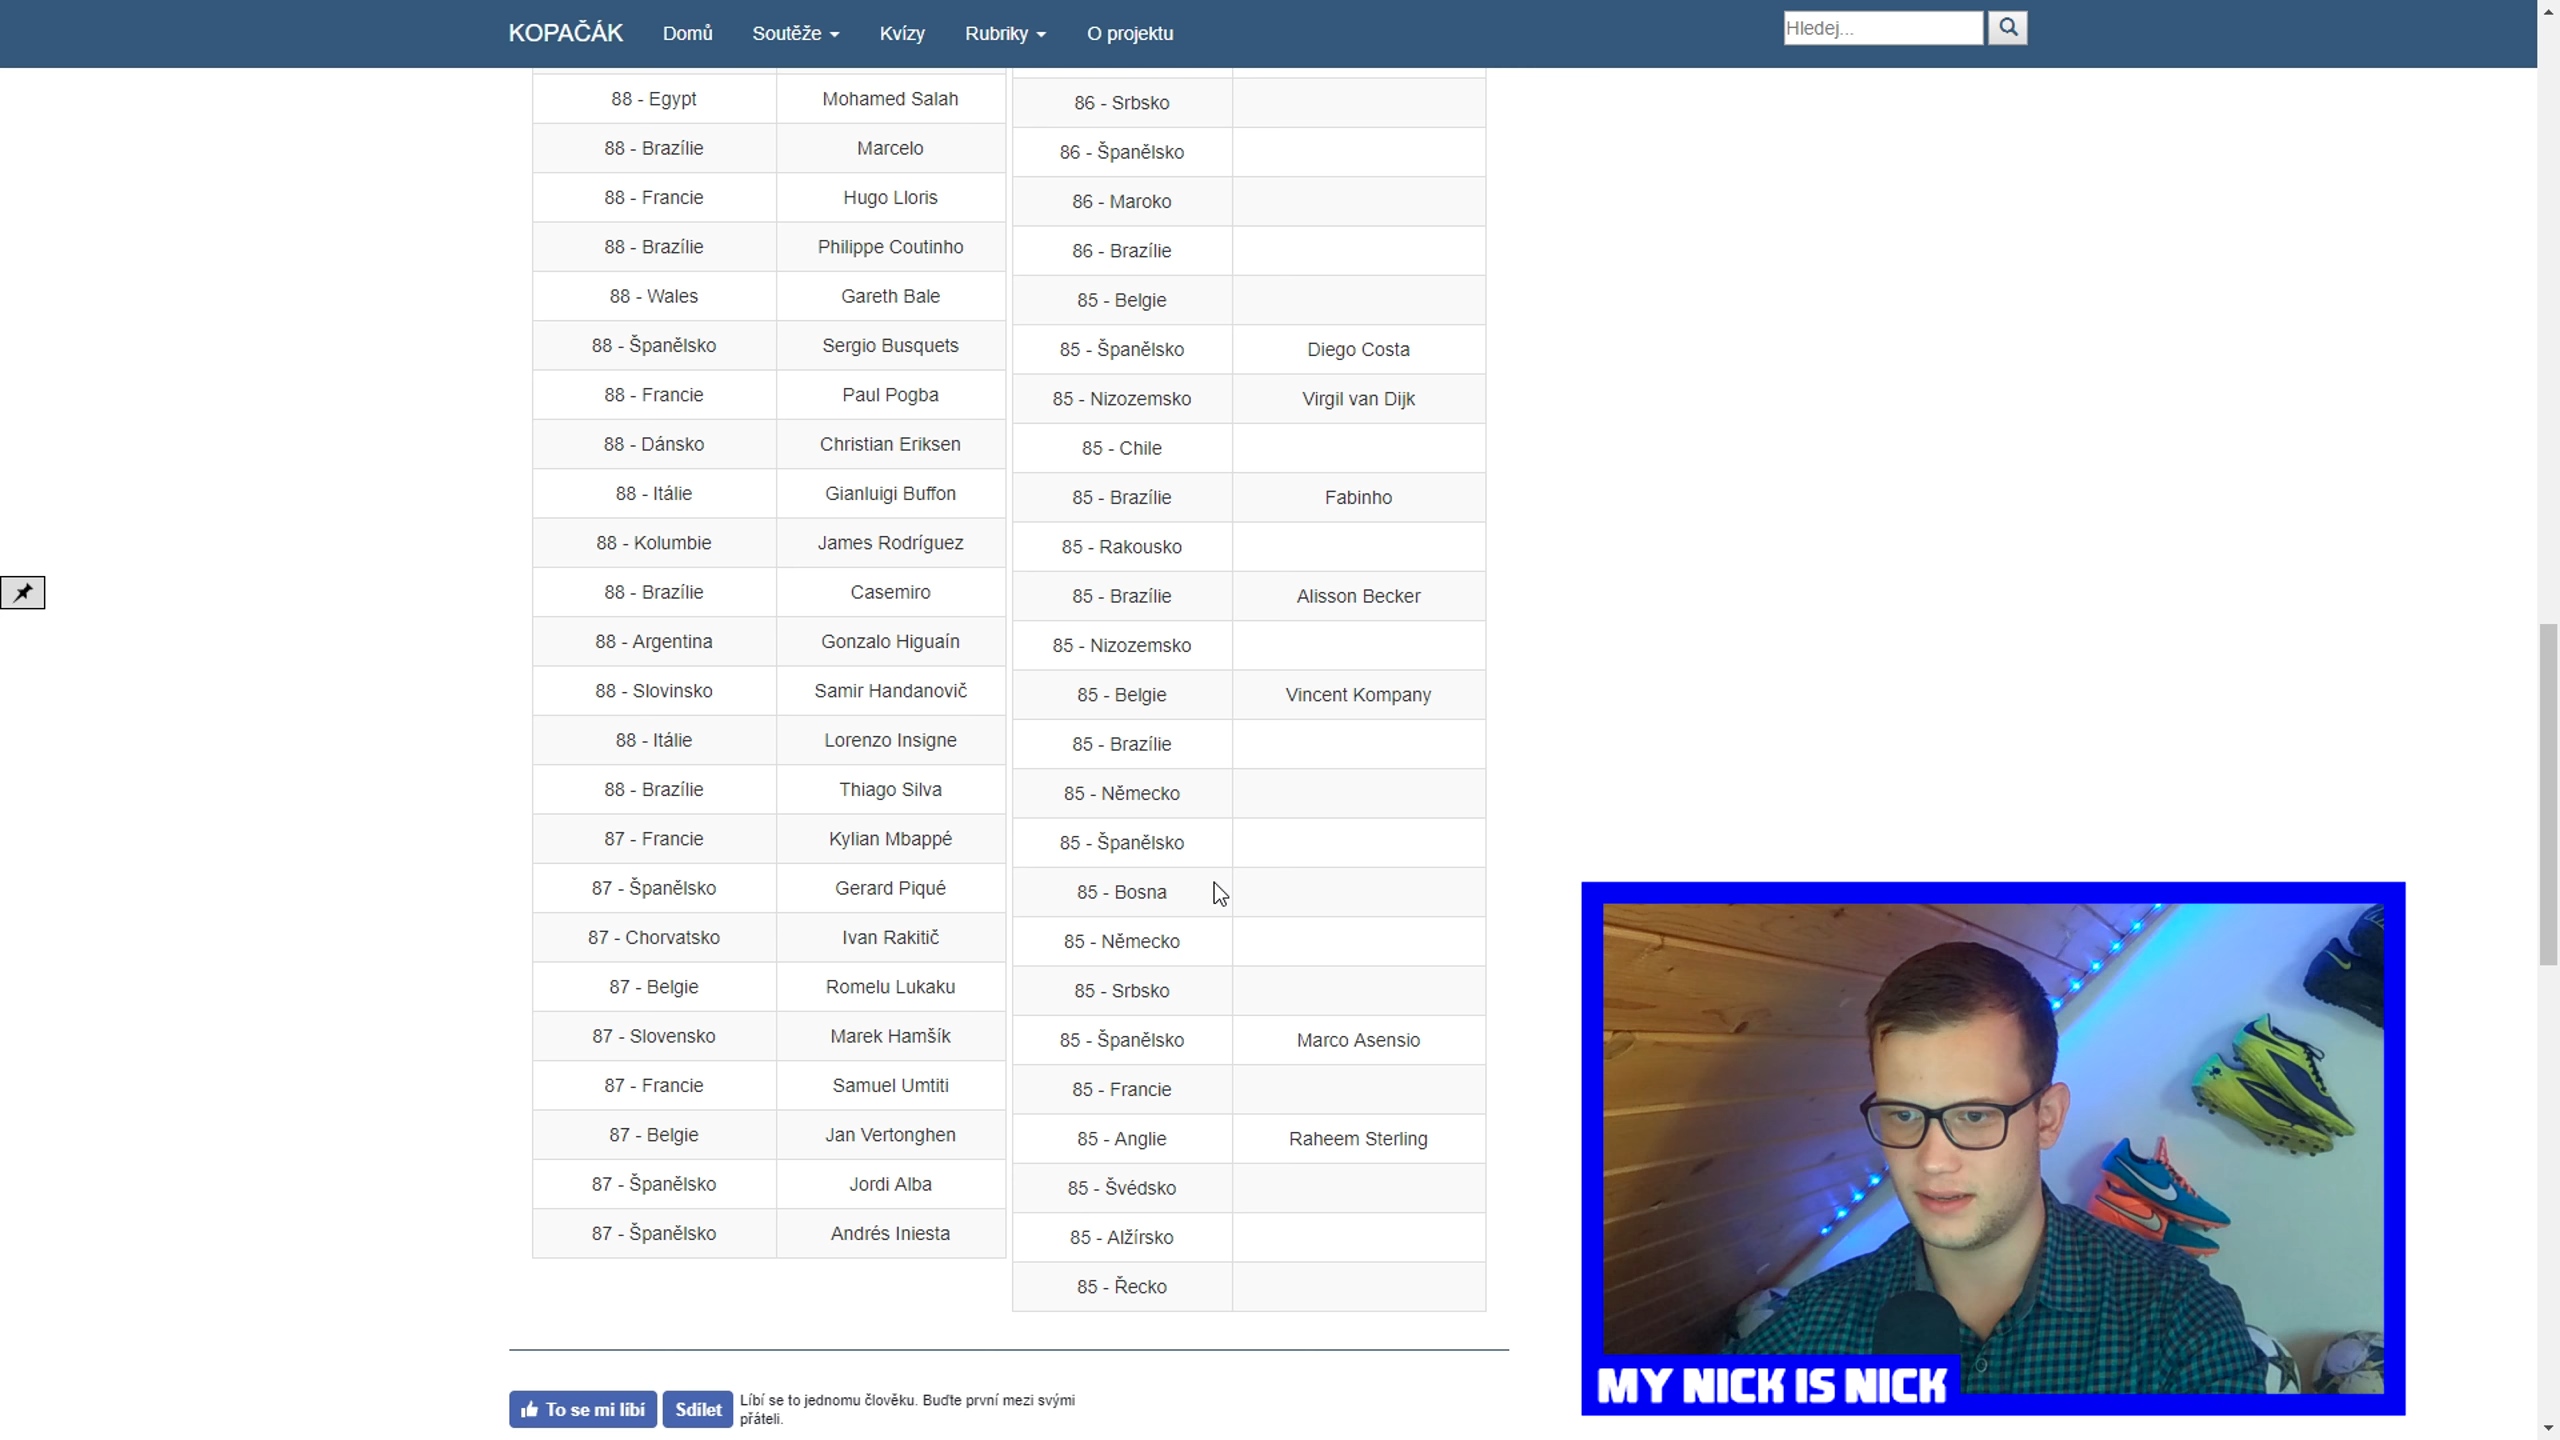 KOPAČÁK Domů Soutěže Kvízy Rubriky O projektu Hledej...
88 - Egypt Mohamed Salah
88 - Brazílie Marcelo
88 - Francie Hugo Lloris
88 - Brazílie Philippe Coutinho
88 - Wales Gareth Bale
88 - Španělsko Sergio Busquets
88 - Francie Paul Pogba
88 - Dánsko Christian Eriksen
88 - Itálie Gianluigi Buffon
88 - Kolumbie James Rodríguez
88 - Brazílie Casemiro
88 - Argentina Gonzalo Higuaín
88 - Slovinsko Samir Handanovič
88 - Itálie Lorenzo Insigne
88 - Brazílie Thiago Silva
87 - Francie Kylian Mbappé
87 - Španělsko Gerard Piqué
87 - Chorvatsko Ivan Rakitič
87 - Belgie Romelu Lukaku
87 - Slovensko Marek Hamšík
87 - Francie Samuel Umtiti
87 - Belgie Jan Vertonghen
87 - Španělsko Jordi Alba
87 - Španělsko Andrés Iniesta
86 - Srbsko
86 - Španělsko
86 - Maroko
86 - Brazílie
85 - Belgie
85 - Španělsko Diego Costa
85 - Nizozemsko Virgil van Dijk
85 - Chile
85 - Brazílie Fabinho
85 - Rakousko
85 - Brazílie Alisson Becker
85 - Nizozemsko
85 - Belgie Vincent Kompany
85 - Brazílie
85 - Německo
85 - Španělsko
85 - Bosna
85 - Německo
85 - Srbsko
85 - Španělsko Marco Asensio
85 - Francie
85 - Anglie Raheem Sterling
85 - Švédsko
85 - Alžírsko
85 - Řecko
To se mi líbí Sdílet Líbí se to jednomu člověku. Buďte první mezi svými
přáteli.
MY NICK IS NICK